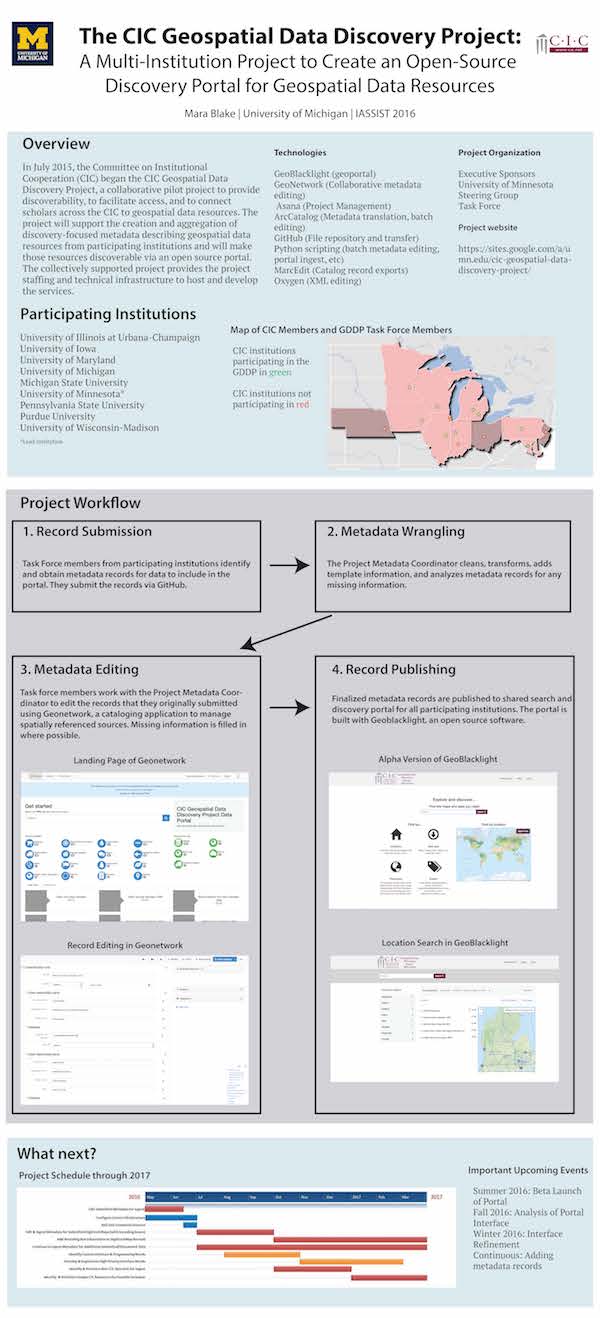 M
UNIVERSITY OF
MICHIGAN
The CIC Geospatial Data Discovery Project:
A Multi-Institution Project to Create an Open-Source
Discovery Portal for Geospatial Data Resources
C·I·C
Mara Blake | University of Michigan | IASSIST 2016
Overview
In July 2015, the Committee on Institutional
Cooperation (CIC) began the CIC Geospatial Data
Discovery Project, a collaborative pilot project to provide
discoverability, to facilitate access, and to connect
scholars across the CIC to geospatial data resources. The
project will support the creation and aggregation of
discovery-focused metadata describing geospatial data
resources from participating institutions and will make
those resources discoverable via an open source portal.
The collectively supported project provides the project
staffing and technical infrastructure to host and develop
the services.
Technologies
GeoBlacklight (geoportal)
GeoNetwork (Collaborative metadata
editing)
Asana (Project Management)
ArcCatalog (Metadata translation, batch
editing)
GitHub (File repository and transfer)
Python scripting (batch metadata editing,
portal ingest, etc)
MarcEdit (Catalog record exports)
Oxygen (XML editing)
Project Organization
Executive Sponsors
University of Minnesota
Steering Group
Task Force
Project website
https://sites.google.com/a/u
mn.edu/cic-geospatial-data-
discovery-project/
Participating Institutions
University of Illinois at Urbana-Champaign
University of Iowa
University of Maryland
University of Michigan
Michigan State University
University of Minnesota*
Pennsylvania State University
Purdue University
University of Wisconsin-Madison
*Lead institution
Map of CIC Members and GDDP Task Force Members
CIC institutions
participating in the
GDDP in green
CIC institutions not
participating in red
Project Workflow
1. Record Submission
Task Force members from participating institutions identify
and obtain metadata records for data to include in the
portal. They submit the records via GitHub.
2. Metadata Wrangling
The Project Metadata Coordinator cleans, transforms, adds
template information, and analyzes metadata records for any
missing information.
3. Metadata Editing
Task force members work with the Project Metadata Coor-
dinator to edit the records that they originally submitted
using Geonetwork, a cataloging application to manage
spatially referenced sources. Missing information is filled in
where possible.
Landing Page of Geonetwork
Get started
CIC Geospatial Data
Discovery Project Data
Portal
Record Editing in Geonetwork
4. Record Publishing
Finalized metadata records are published to shared search and
discovery portal for all participating institutions. The portal is
built with Geoblacklight, an open source software.
Alpha Version of GeoBlacklight
Explore and discover...
Location Search in GeoBlacklight
What next?
Project Schedule through 2017
2016
2017
Important Upcoming Events
Summer 2016: Beta Launch
of Portal
Fall 2016: Analysis of Portal
Interface
Winter 2016: Interface
Refinement
Continuous: Adding
metadata records